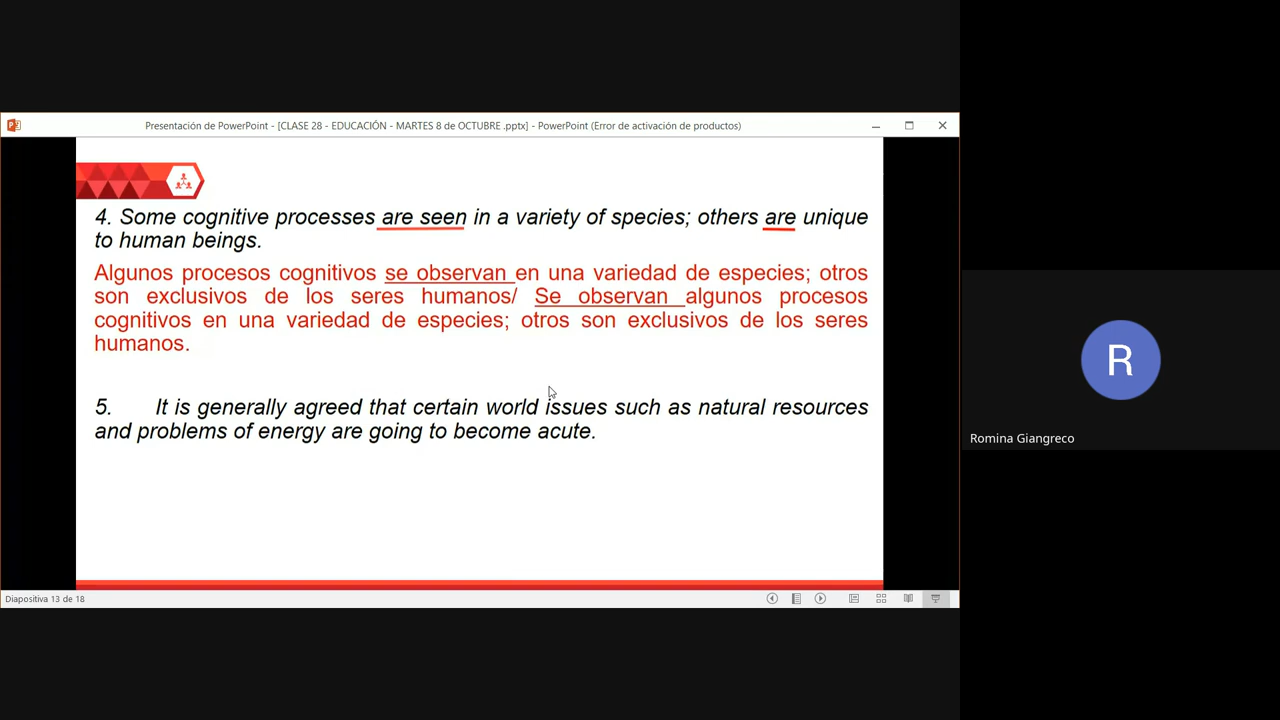 Presentación de PowerPoint - [CLASE 28 - EDUCACIÓN - MARTES 8 de OCTUBRE .pptx] - PowerPoint (Error de activación de productos)
4. Some cognitive processes are seen in a variety of species; others are unique
to human beings.
Algunos procesos cognitivos se observan en una variedad de especies; otros
son exclusivos de los seres humanos/ Se observan algunos procesos
cognitivos en una variedad de especies; otros son exclusivos de los seres
humanos.
5. It is generally agreed that certain world issues such as natural resources
and problems of energy are going to become acute.
Diapositiva 13 de 18
R
Romina Giangreco